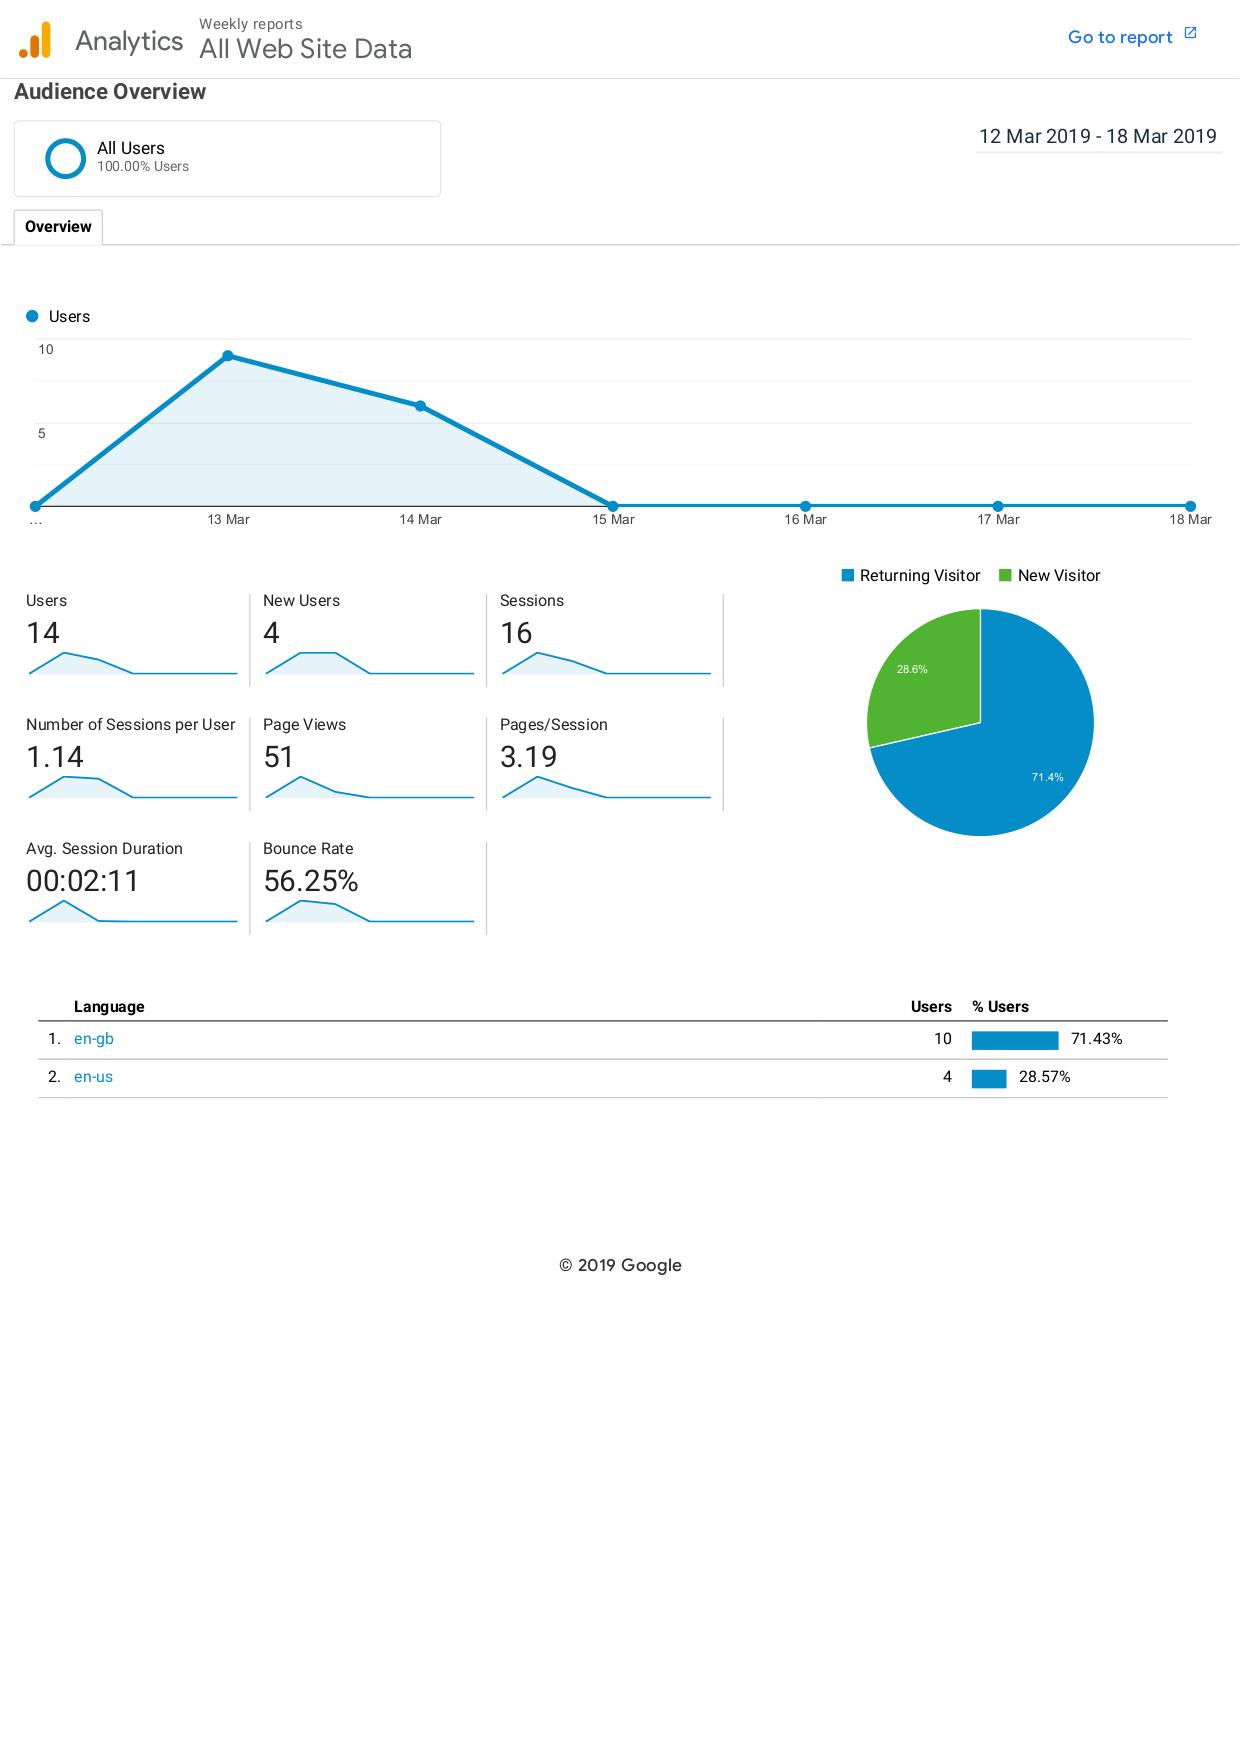 Analytics
Weekly reports
All Web Site Data
Go to report
Audience Overview
All Users
100.00% Users
12 Mar 2019 - 18 Mar 2019
Overview
Users
10
5
…
13 Mar
14 Mar
15 Mar
16 Mar
17 Mar
18 Mar
Users
14
New Users
4
Sessions
16
Number of Sessions per User
1.14
Page Views
51
Pages/Session
3.19
Avg. Session Duration
00:02:11
Bounce Rate
56.25%
Returning Visitor
New Visitor
28.6%
71.4%
Language Users % Users
1. en-gb 10 71.43%
2. en-us 4 28.57%
© 2019 Google